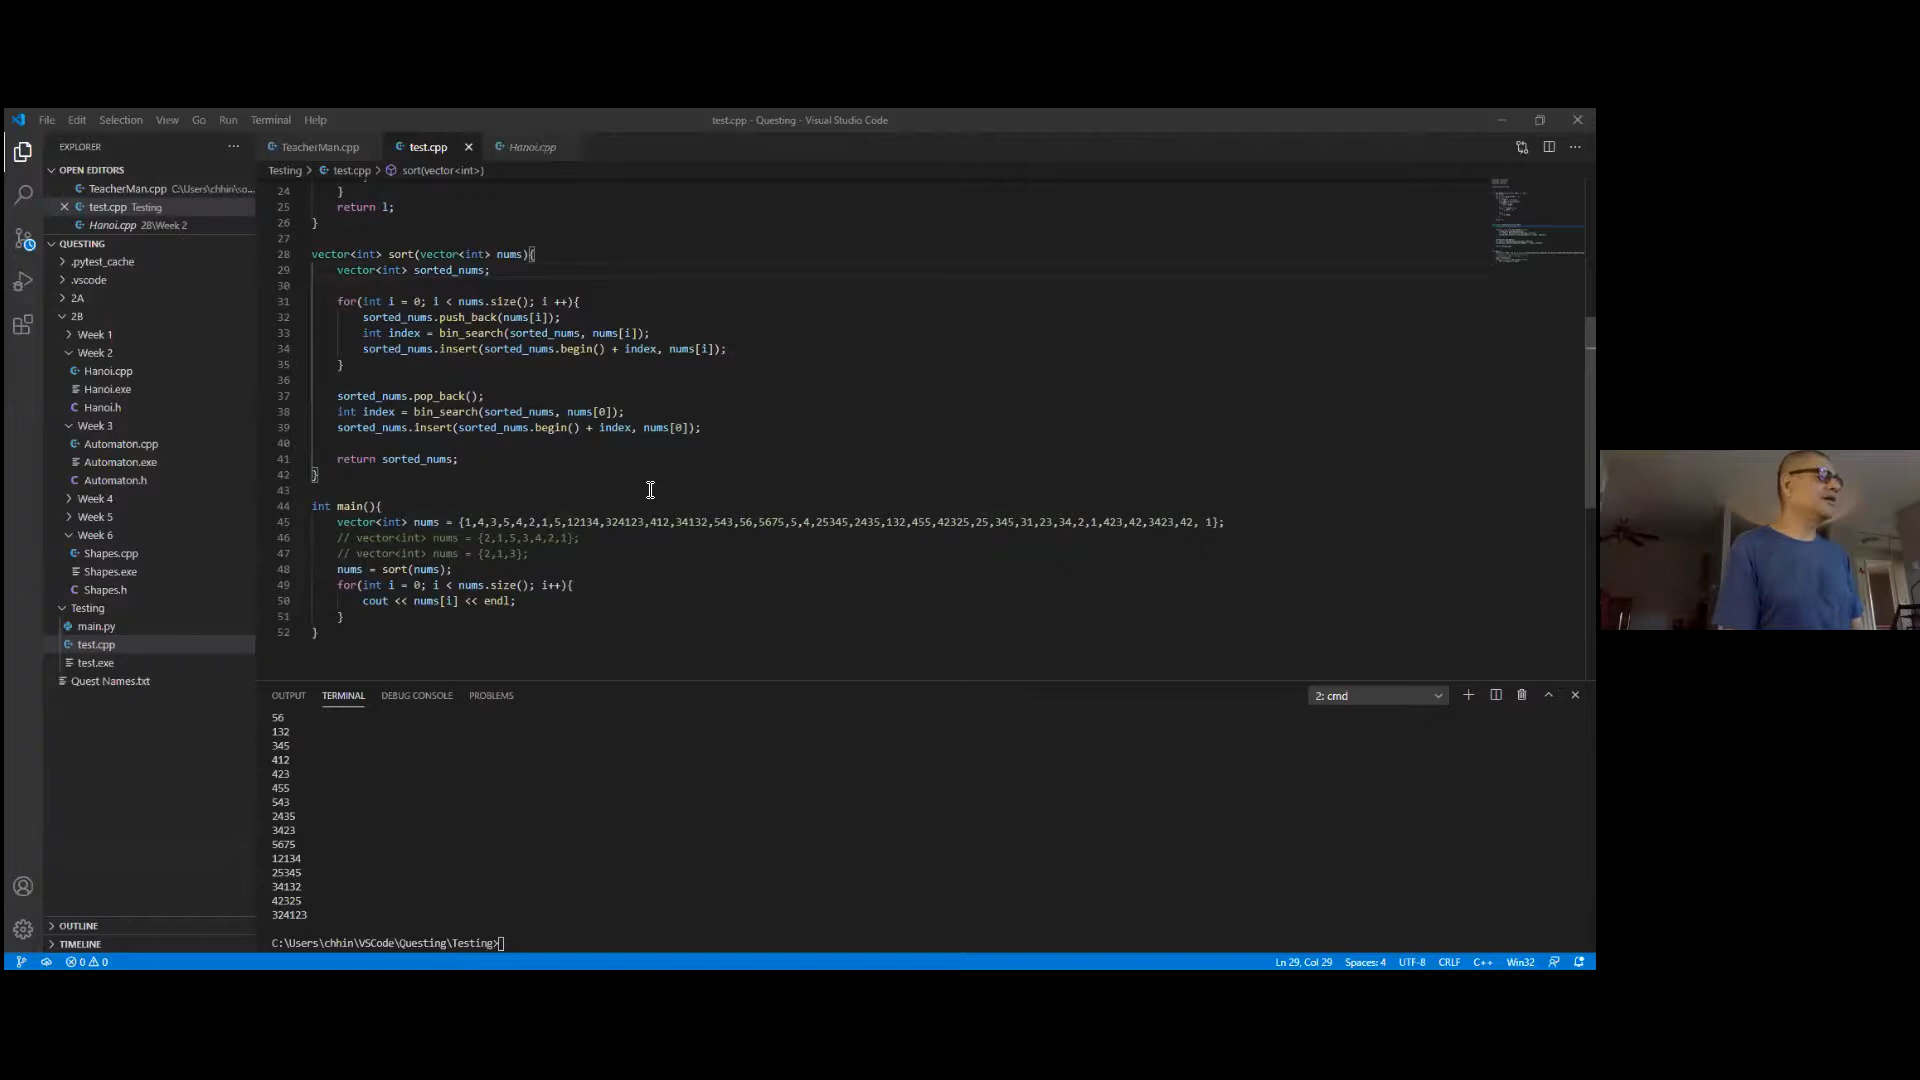 File Edit Selection View Go Run Terminal Help
test.cpp - Questing - Visual Studio Code
EXPLORER
OPEN EDITORS
TeacherMan.cpp C:\Users\chhin\so...
test.cpp Testing
Hanoi.cpp 2B\Week 2
QUESTING
.pytest_cache
.vscode
2A
2B
Week 1
Week 2
Hanoi.cpp
Hanoi.exe
Hanoi.h
Week 3
Automaton.cpp
Automaton.exe
Automaton.h
Week 4
Week 5
Week 6
Shapes.cpp
Shapes.exe
Shapes.h
Testing
main.py
test.cpp
test.exe
Quest Names.txt
OUTLINE
TIMELINE
TeacherMan.cpp test.cpp Hanoi.cpp
Testing > test.cpp > sort(vector<int>)
24 }
25 return l;
26 }
27
28 vector<int> sort(vector<int> nums){
29 vector<int> sorted_nums;
30
31 for(int i = 0; i < nums.size(); i ++){
32 sorted_nums.push_back(nums[i]);
33 int index = bin_search(sorted_nums, nums[i]);
34 sorted_nums.insert(sorted_nums.begin() + index, nums[i]);
35 }
36
37 sorted_nums.pop_back();
38 int index = bin_search(sorted_nums, nums[0]);
39 sorted_nums.insert(sorted_nums.begin() + index, nums[0]);
40
41 return sorted_nums;
42 }
43
44 int main(){
45 vector<int> nums = {1,4,3,5,4,2,1,5,12134,324123,412,34132,543,56,5675,5,4,25345,2435,132,455,42325,25,345,31,23,34,2,1,423,42,3423,42, 1};
46 // vector<int> nums = {2,1,5,3,4,2,1};
47 // vector<int> nums = {2,1,3};
48 nums = sort(nums);
49 for(int i = 0; i < nums.size(); i++){
50 cout << nums[i] << endl;
51 }
52 }
OUTPUT TERMINAL DEBUG CONSOLE PROBLEMS
2: cmd
56
132
345
412
423
455
543
2435
3423
5675
12134
25345
34132
42325
324123
C:\Users\chhin\VSCode\Questing\Testing>
0 0 Ln 29, Col 29 Spaces: 4 UTF-8 CRLF C++ Win32